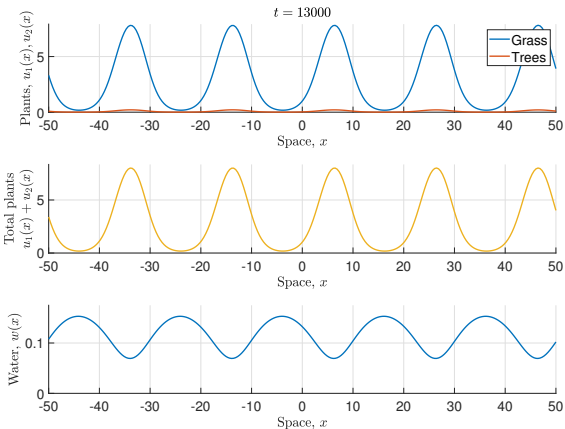 t = 13000
Plants, u₁(x), u₂(x)
5
0
Grass
Trees
-50 -40 -30 -20 -10 0 10 20 30 40 50
Space, x
Total plants
u₁(x) + u₂(x)
5
0
-50 -40 -30 -20 -10 0 10 20 30 40 50
Space, x
Water, w(x)
0.1
0
-50 -40 -30 -20 -10 0 10 20 30 40 50
Space, x